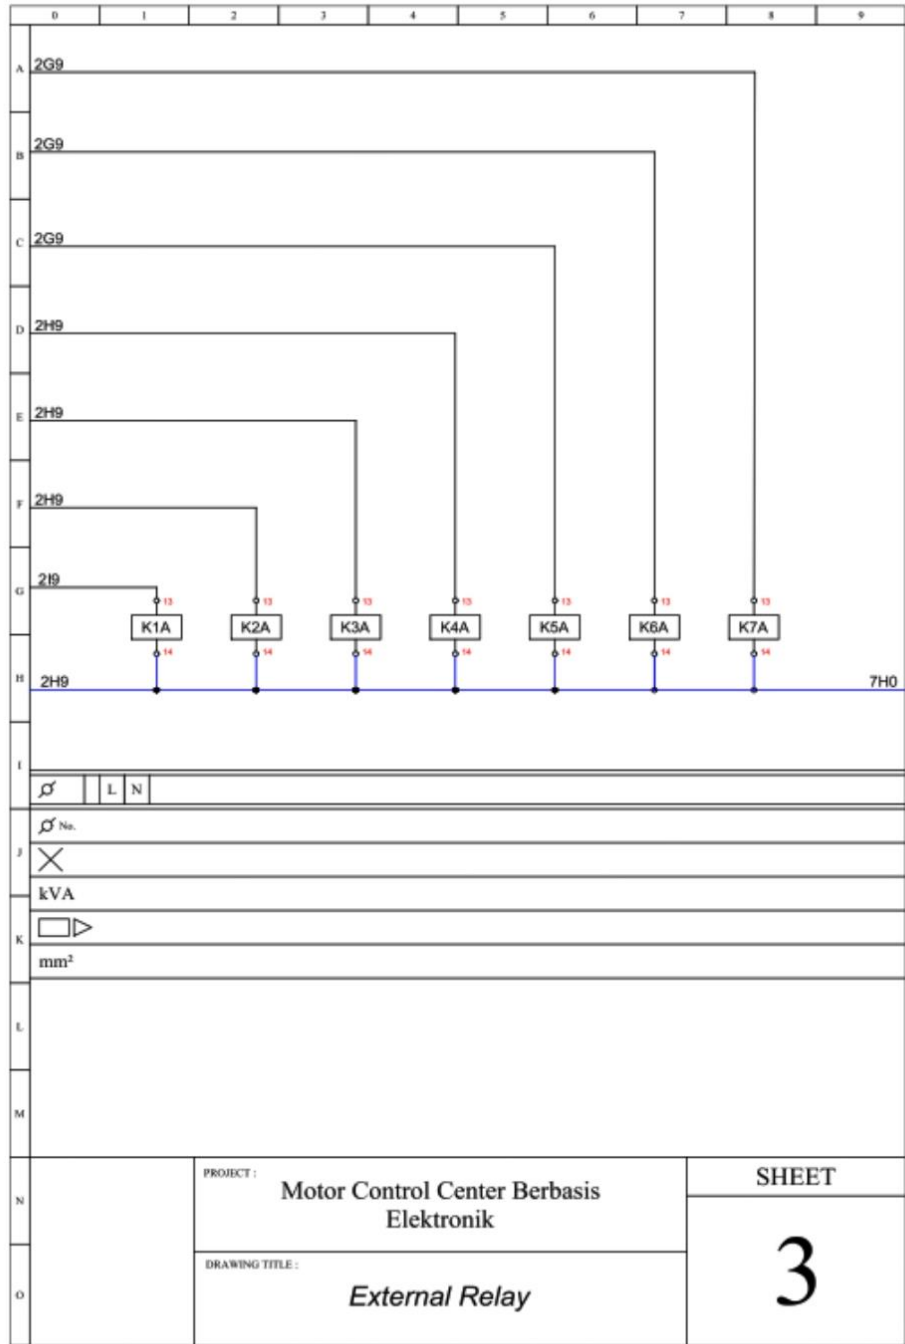 0 1 2 3 4 5 6 7 8 9
A 2G9
B 2G9
C 2G9
D 2H9
E 2H9
F 2H9
G 2I9
13 13 13 13 13 13 13
K1A K2A K3A K4A K5A K6A K7A
14 14 14 14 14 14 14
H 2H9 7H0
I
L N
No.
J
kVA
K
mm²
L
M
N
O
PROJECT :
Motor Control Center Berbasis
Elektronik
DRAWING TITLE :
External Relay
SHEET
3